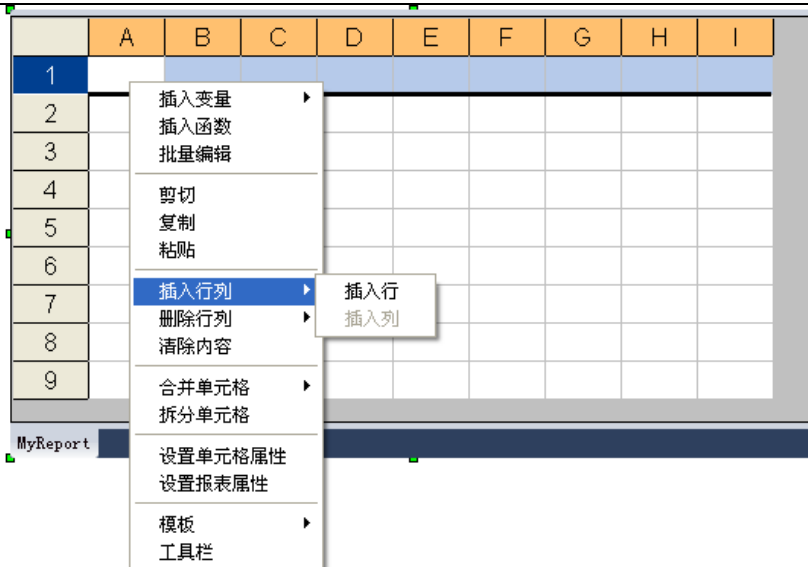 A B C D E F G H I
1
2
3
4
5
6
7
8
9
插入变量
插入函数
批量编辑
剪切
复制
粘贴
插入行列
插入行
删除行列
插入列
清除内容
合并单元格
拆分单元格
MyReport
设置单元格属性
设置报表属性
模板
工具栏